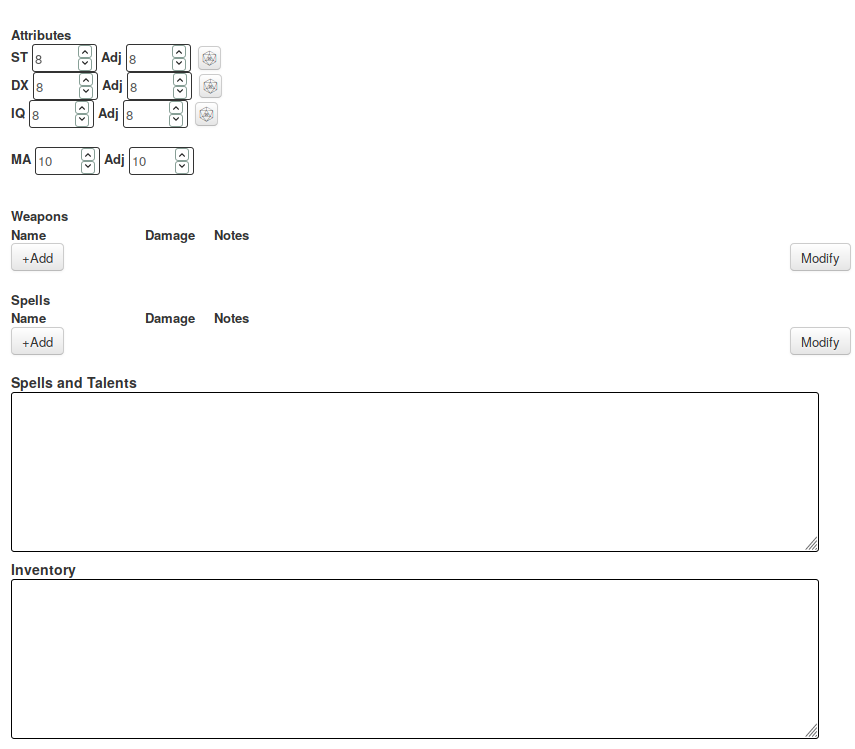 Attributes
ST 8 Adj 8
DX 8 Adj 8
IQ 8 Adj 8
MA 10 Adj 10
Weapons
Name Damage Notes
+Add Modify
Spells
Name Damage Notes
+Add Modify
Spells and Talents
Inventory